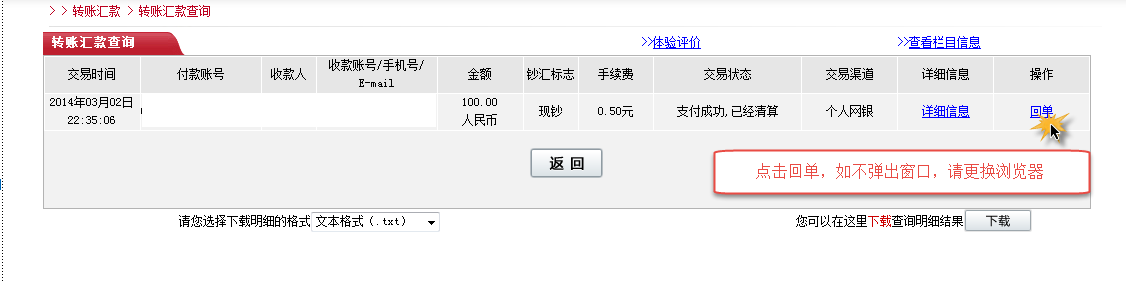 >> 转账汇款 > 转账汇款查询
转账汇款查询 >>体验评价 >>查看栏目信息
交易时间 付款账号 收款人 收款账号/手机号/ 金额 钞汇标志 手续费 交易状态 交易渠道 详细信息 操作
E-mail
2014年03月02日 100.00 现钞 0.50元 支付成功,已经清算 个人网银 详细信息 回单
22:35:06 人民币
返 回
点击回单，如不弹出窗口，请更换浏览器
请您选择下载明细的格式 文本格式（.txt） 您可以在这里下载查询明细结果 下载